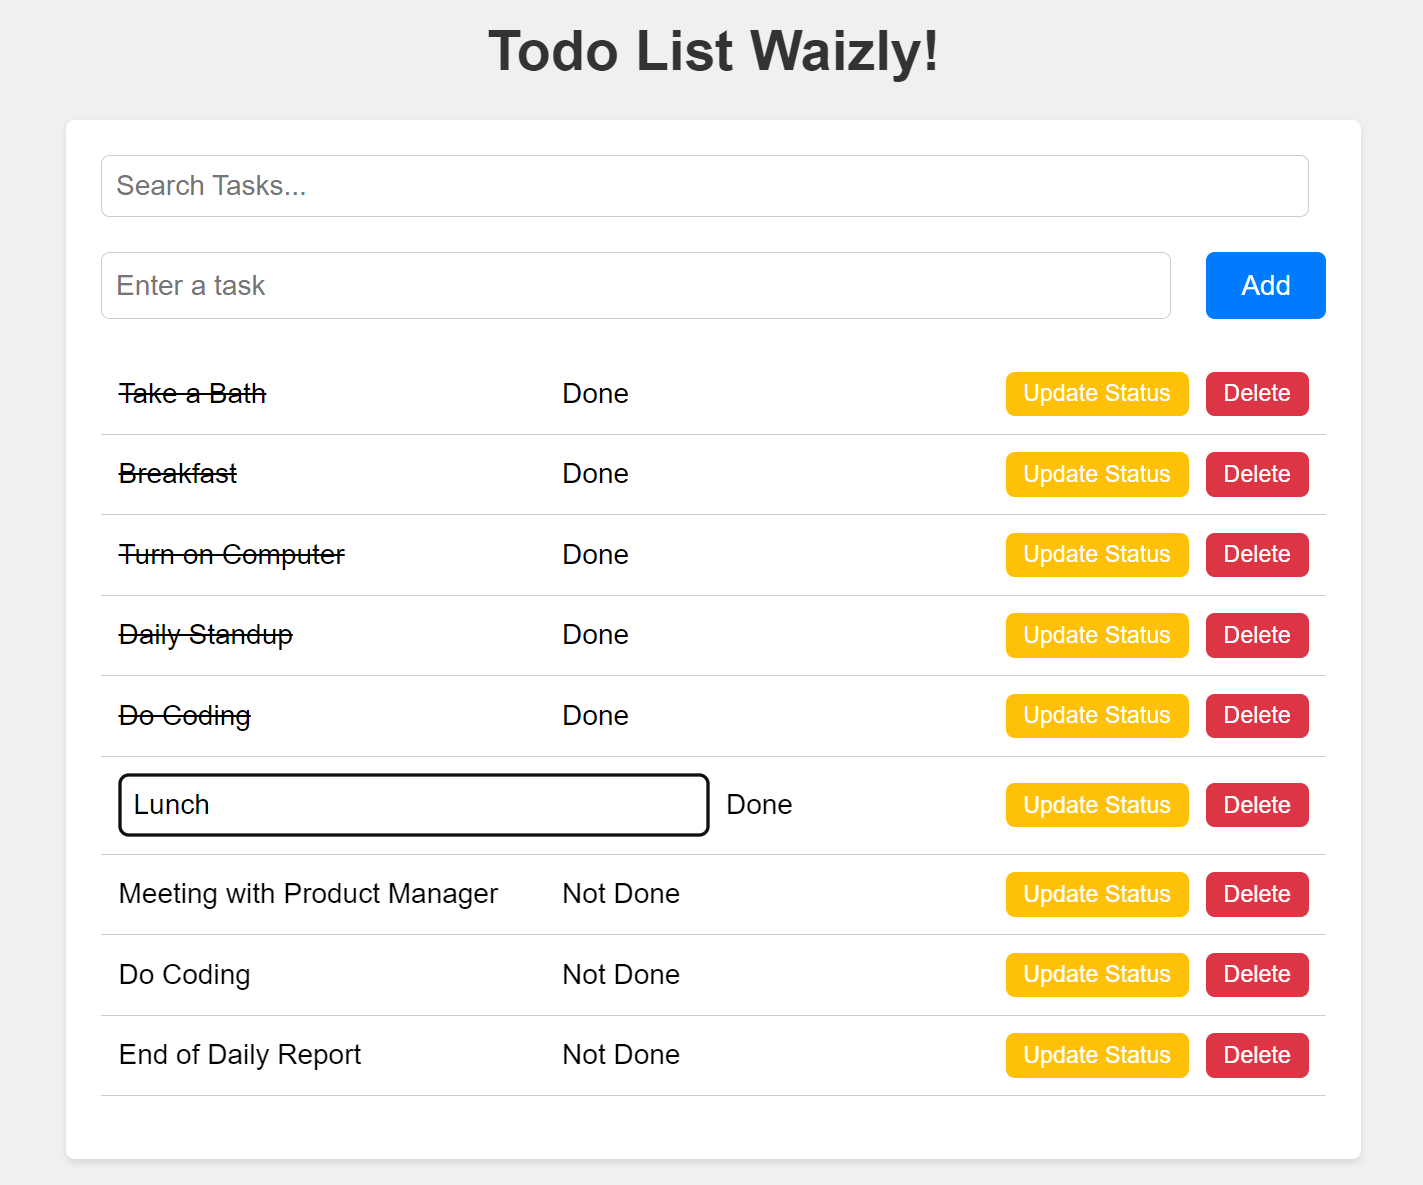 Todo List Waizly!
Search Tasks...
Enter a task Add
Take a Bath Done Update Status Delete
Breakfast Done Update Status Delete
Turn on Computer Done Update Status Delete
Daily Standup Done Update Status Delete
Do Coding Done Update Status Delete
Lunch Done Update Status Delete
Meeting with Product Manager Not Done Update Status Delete
Do Coding Not Done Update Status Delete
End of Daily Report Not Done Update Status Delete